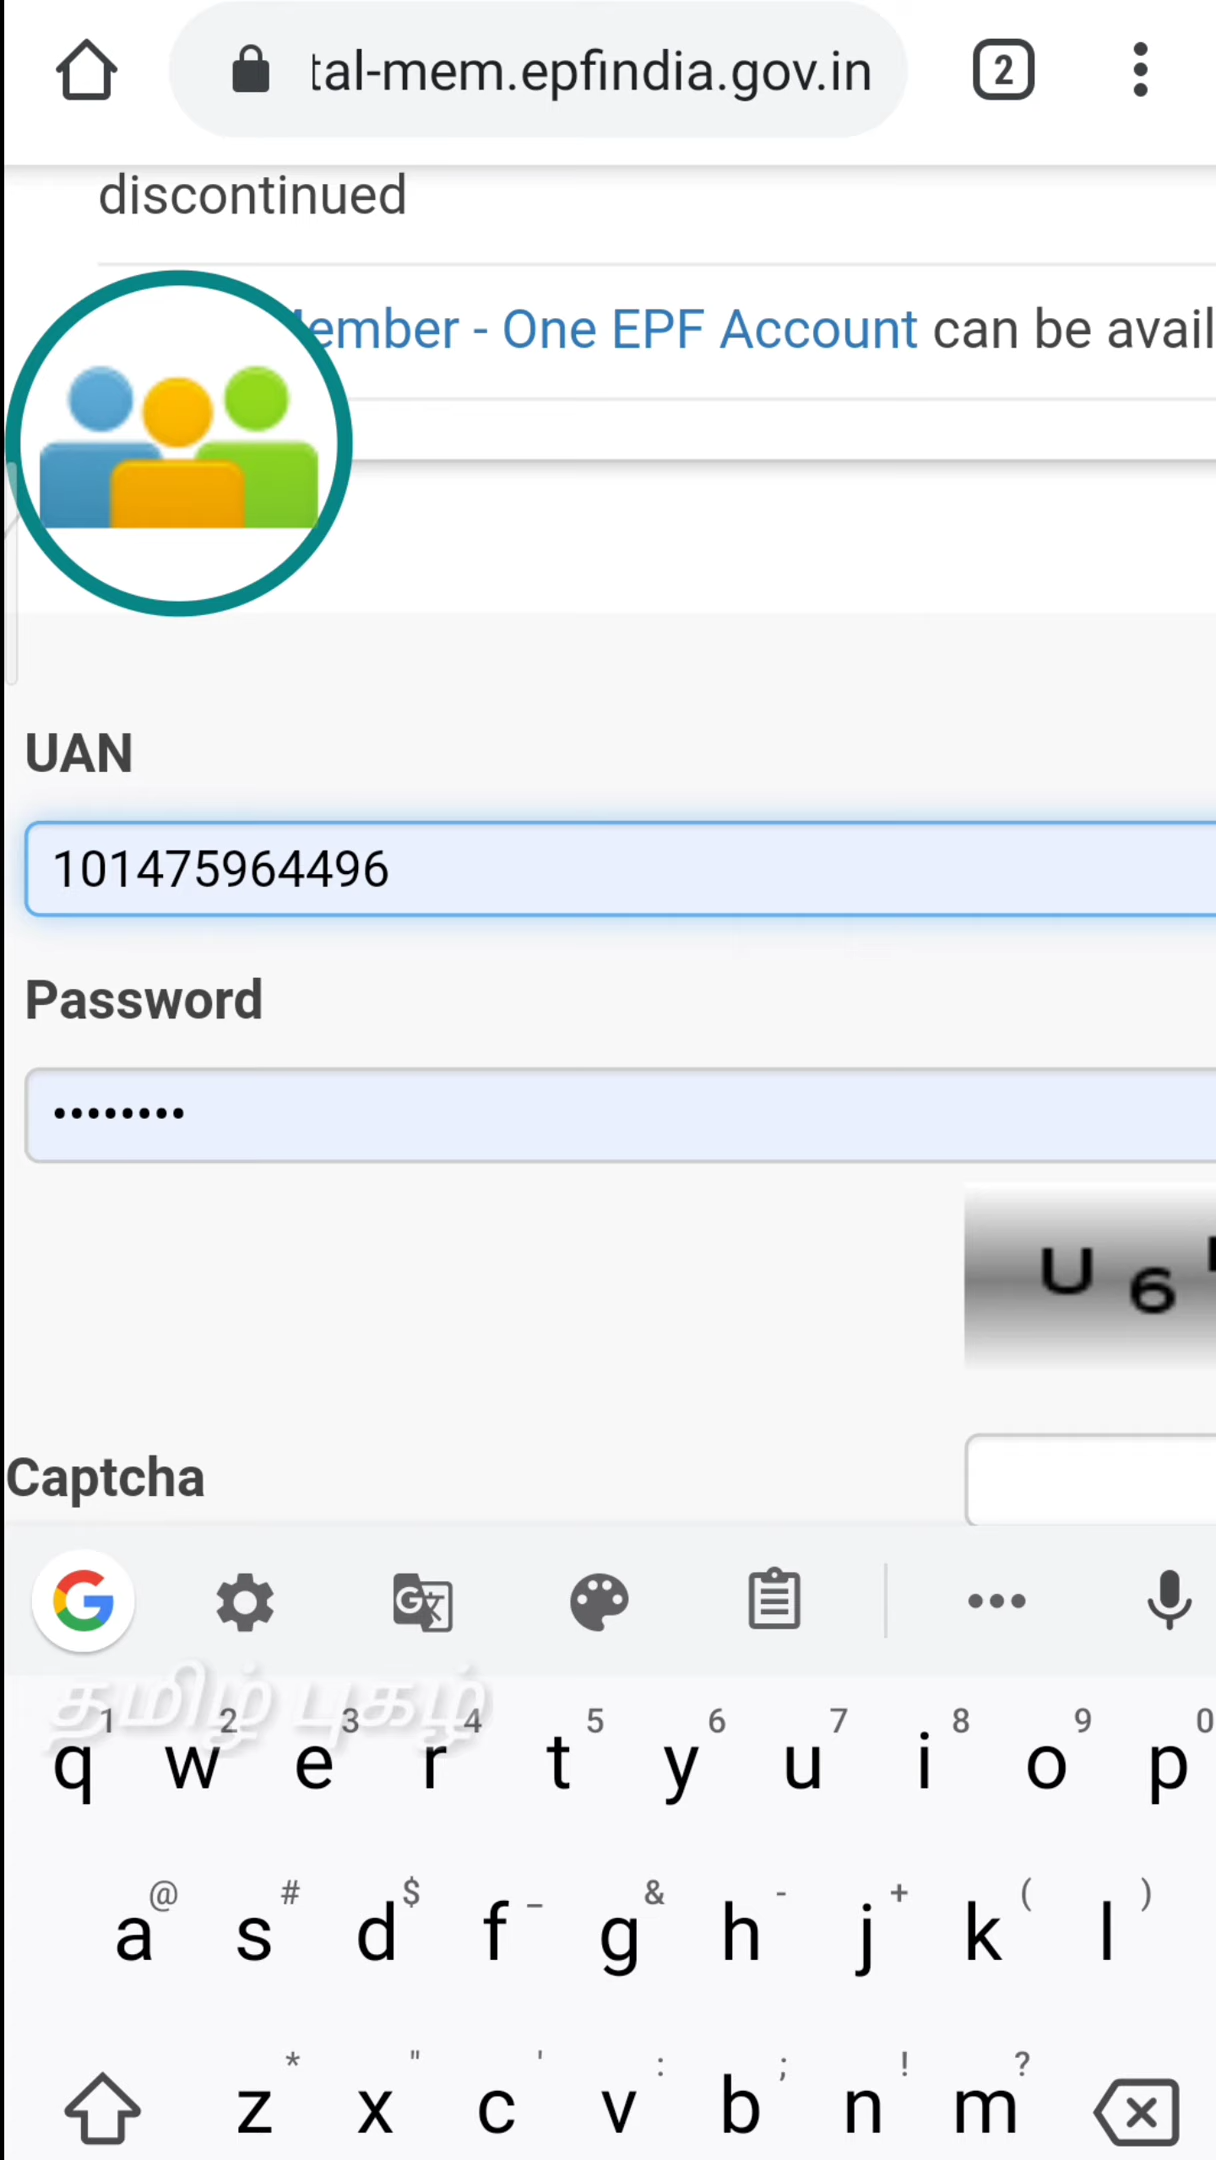 tal-mem.epfindia.gov.in
2
discontinued
ember - One EPF Account can be avail
UAN
101475964496
Password
••••••••
U 6
Captcha
தமிழ் புகழ்
1 2 3 4 5 6 7 8 9 0
q w e r t y u i o p
@ # $ _ & - + ( )
a s d f g h j k l
* " ' : ; ! ?
z x c v b n m